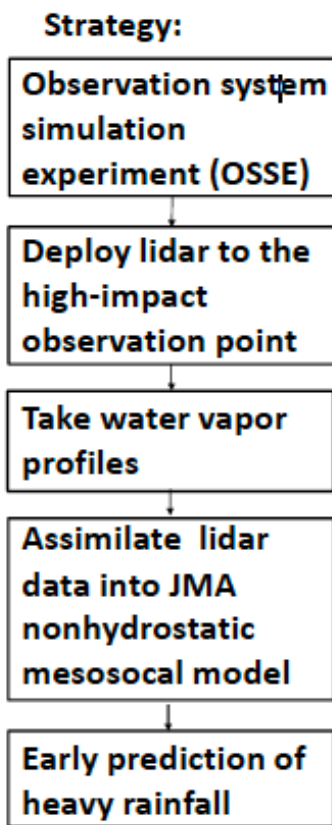 Strategy:
Observation system
simulation
experiment (OSSE)
Deploy lidar to the
high-impact
observation point
Take water vapor
profiles
Assimilate lidar
data into JMA
nonhydrostatic
mesosocal model
Early prediction of
heavy rainfall